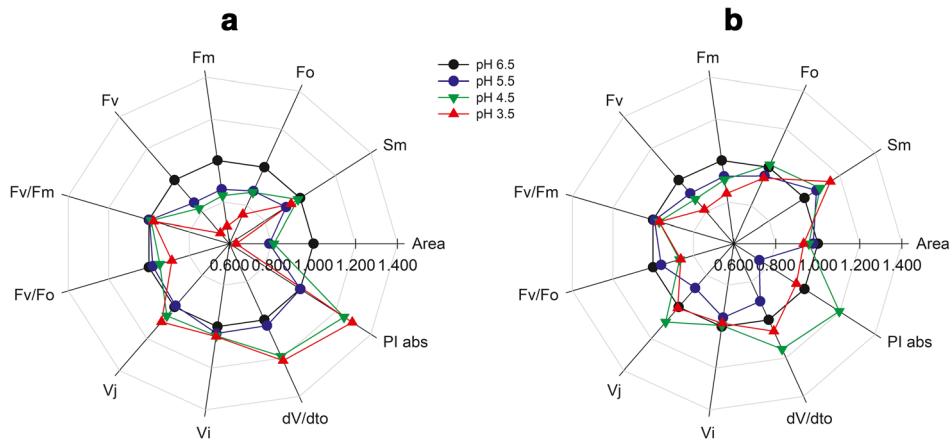 a
b
Fm
Fo
Sm
Area
PI abs
dV/dto
Vi
Vj
Fv/Fo
Fv/Fm
Fv
0.600 0.800 1.000 1.200 1.400
pH 6.5
pH 5.5
pH 4.5
pH 3.5
Fm
Fo
Sm
Area
PI abs
dV/dto
Vi
Vj
Fv/Fo
Fv/Fm
Fv
0.600 0.800 1.000 1.200 1.400